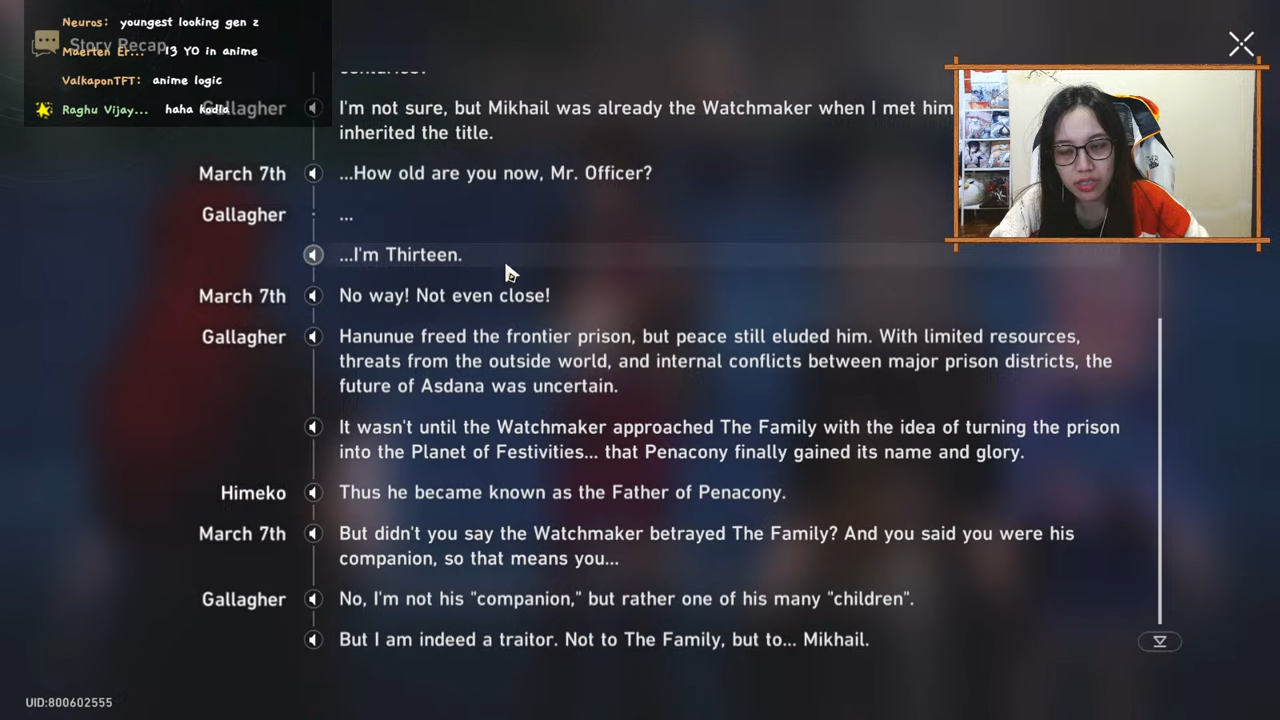 Neuros: youngest looking gen z
Story Recap
Maerten Er... 13 YO in anime
ValkaponTFT: anime logic
Raghu Vijay... haha kadla
centuries?
Gallagher
I'm not sure, but Mikhail was already the Watchmaker when I met him
inherited the title.
March 7th
...How old are you now, Mr. Officer?
Gallagher
...
...I'm Thirteen.
March 7th
No way! Not even close!
Gallagher
Hanunue freed the frontier prison, but peace still eluded him. With limited resources,
threats from the outside world, and internal conflicts between major prison districts, the
future of Asdana was uncertain.
It wasn't until the Watchmaker approached The Family with the idea of turning the prison
into the Planet of Festivities... that Penacony finally gained its name and glory.
Himeko
Thus he became known as the Father of Penacony.
March 7th
But didn't you say the Watchmaker betrayed The Family? And you said you were his
companion, so that means you...
Gallagher
No, I'm not his "companion," but rather one of his many "children".
But I am indeed a traitor. Not to The Family, but to... Mikhail.
UID:800602555